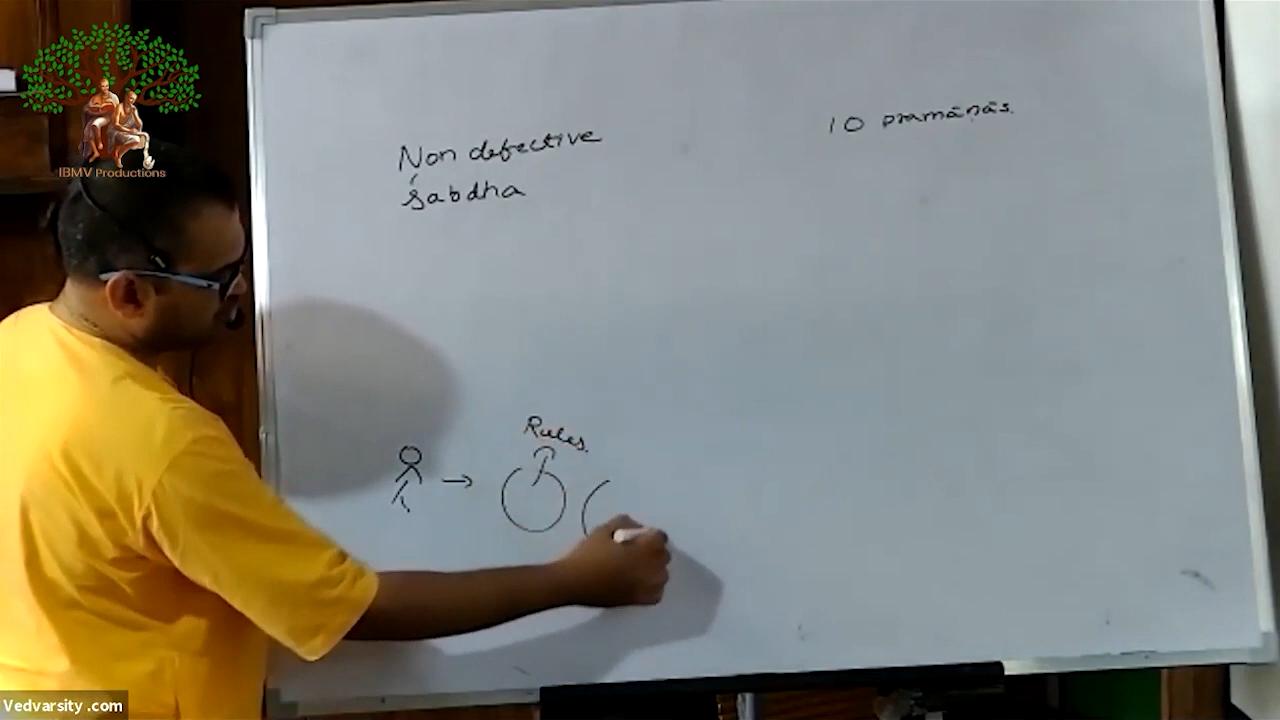 IBMV Productions
Non defective
śabdha
10 pramāṇās.
Rules.
Vedvarsity.com